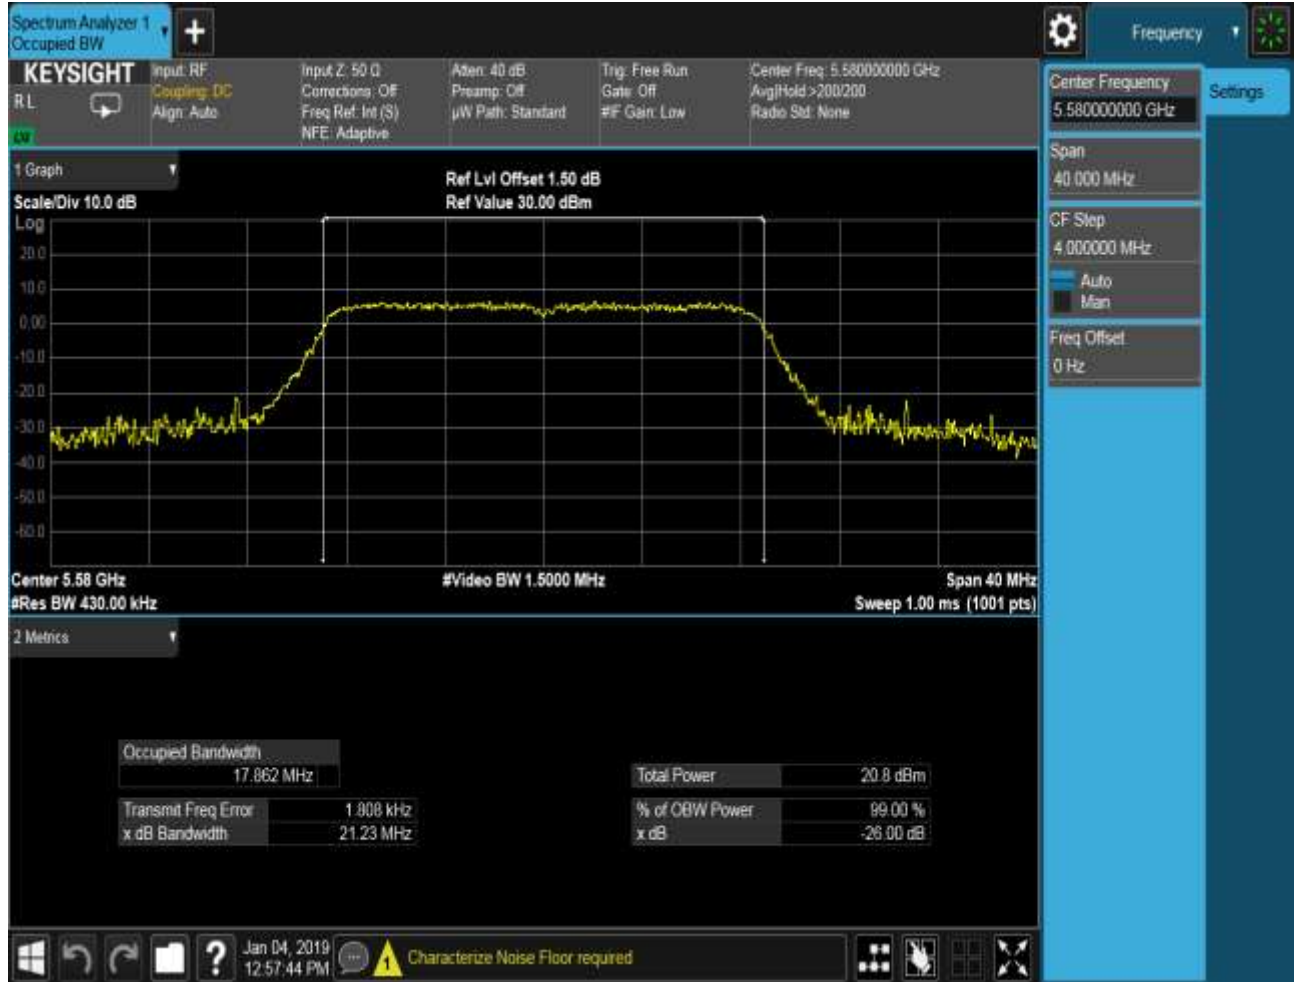 Spectrum Analyzer 1
Occupied BW
+
Frequency
KEYSIGHT
RL
Input: RF
Coupling: DC
Align: Auto
Input Z: 50 Ω
Corrections: Off
Freq Ref: Int (S)
NFE: Adaptive
Atten: 40 dB
Preamp: Off
µW Path: Standard
Trig: Free Run
Gate: Off
#IF Gain: Low
Center Freq: 5.580000000 GHz
Avg|Hold:>200/200
Radio Std: None
Center Frequency
5.580000000 GHz
Settings
Span
40.000 MHz
CF Step
4.000000 MHz
Auto
Man
Freq Offset
0 Hz
1 Graph
Scale/Div 10.0 dB
Ref Lvl Offset 1.50 dB
Ref Value 30.00 dBm
Log
20.0
10.0
0.00
-10.0
-20.0
-30.0
-40.0
-50.0
-60.0
Center 5.58 GHz
#Video BW 1.5000 MHz
Span 40 MHz
#Res BW 430.00 kHz
Sweep 1.00 ms (1001 pts)
2 Metrics
Occupied Bandwidth
17.862 MHz
Total Power 20.8 dBm
Transmit Freq Error 1.808 kHz
% of OBW Power 99.00 %
x dB Bandwidth 21.23 MHz
x dB -26.00 dB
?
Jan 04, 2019
12:57:44 PM
1
Characterize Noise Floor required